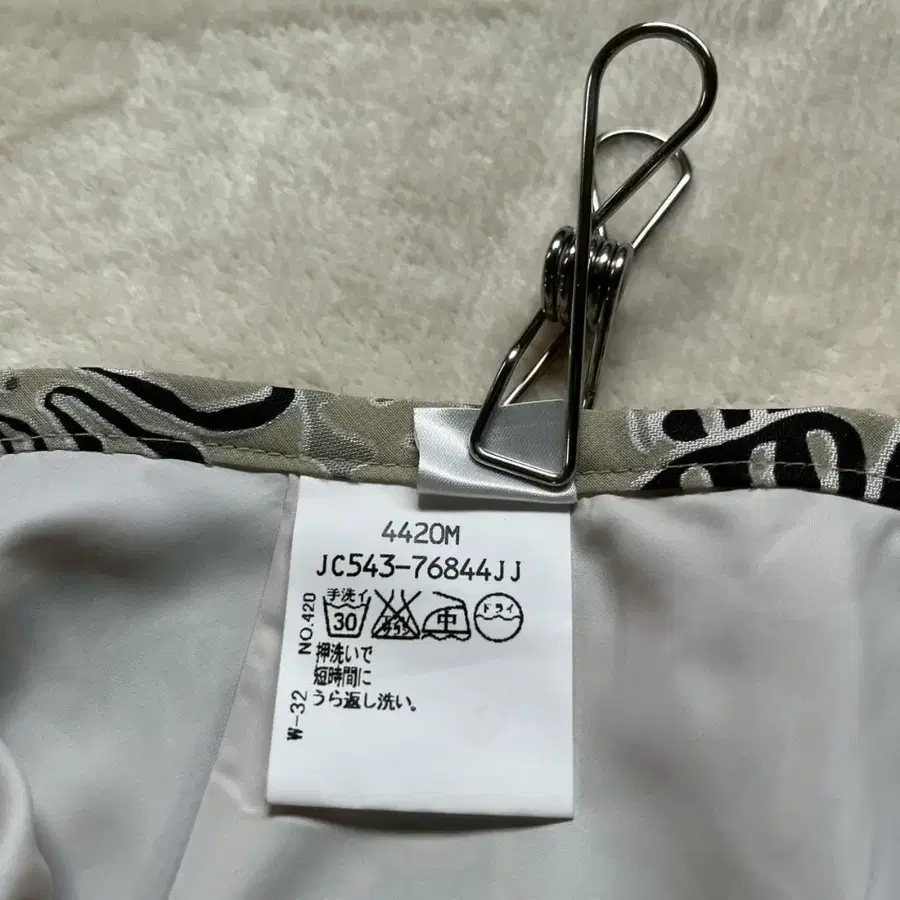 4420M
JC543-76844JJ
手洗イ
30
中
ドライ
押洗いで
短時間に
うら返し洗い。
NO.420
W-32